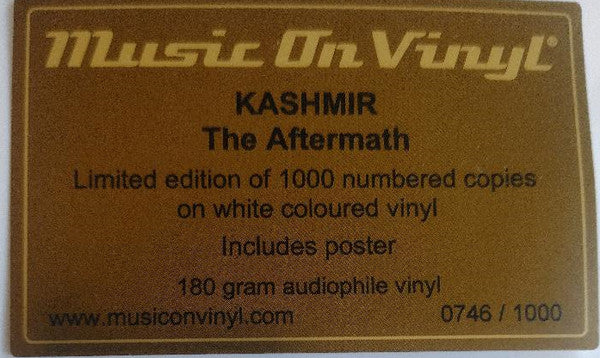 Music On Vinyl®
KASHMIR
The Aftermath
Limited edition of 1000 numbered copies
on white coloured vinyl
Includes poster
180 gram audiophile vinyl
www.musiconvinyl.com 0746 / 1000